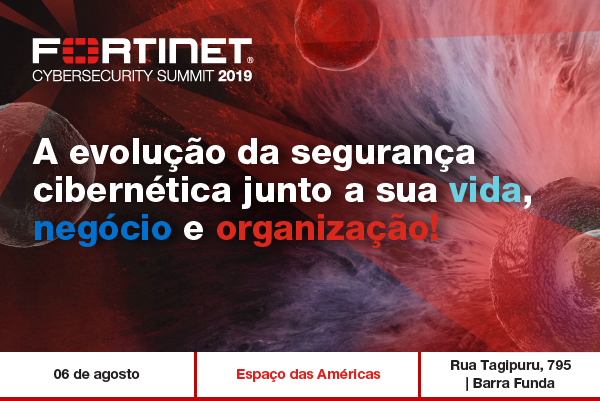 FORTINET®
CYBERSECURITY SUMMIT 2019
A evolução da segurança
cibernética junto a sua vida,
negócio e organização!
06 de agosto
Espaço das Américas
Rua Tagipuru, 795
| Barra Funda